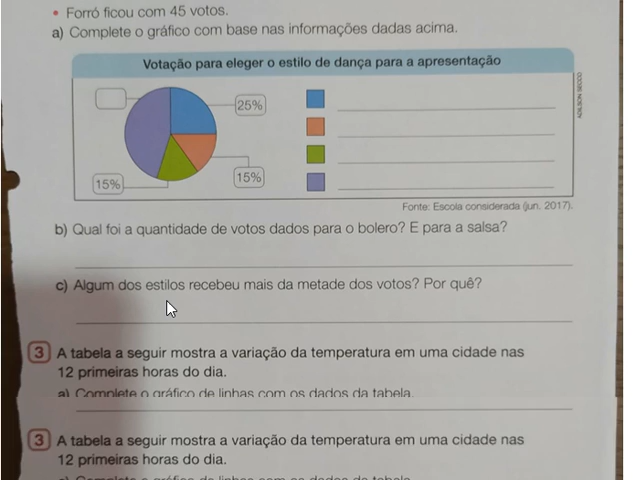 • Forró ficou com 45 votos.
a) Complete o gráfico com base nas informações dadas acima.
Votação para eleger o estilo de dança para a apresentação
25%
15%
15%
ADILSON SECCO
Fonte: Escola considerada (jun. 2017).
b) Qual foi a quantidade de votos dados para o bolero? E para a salsa?
c) Algum dos estilos recebeu mais da metade dos votos? Por quê?
3 A tabela a seguir mostra a variação da temperatura em uma cidade nas
12 primeiras horas do dia.
a) Complete o gráfico de linhas com os dados da tabela.
3 A tabela a seguir mostra a variação da temperatura em uma cidade nas
12 primeiras horas do dia.